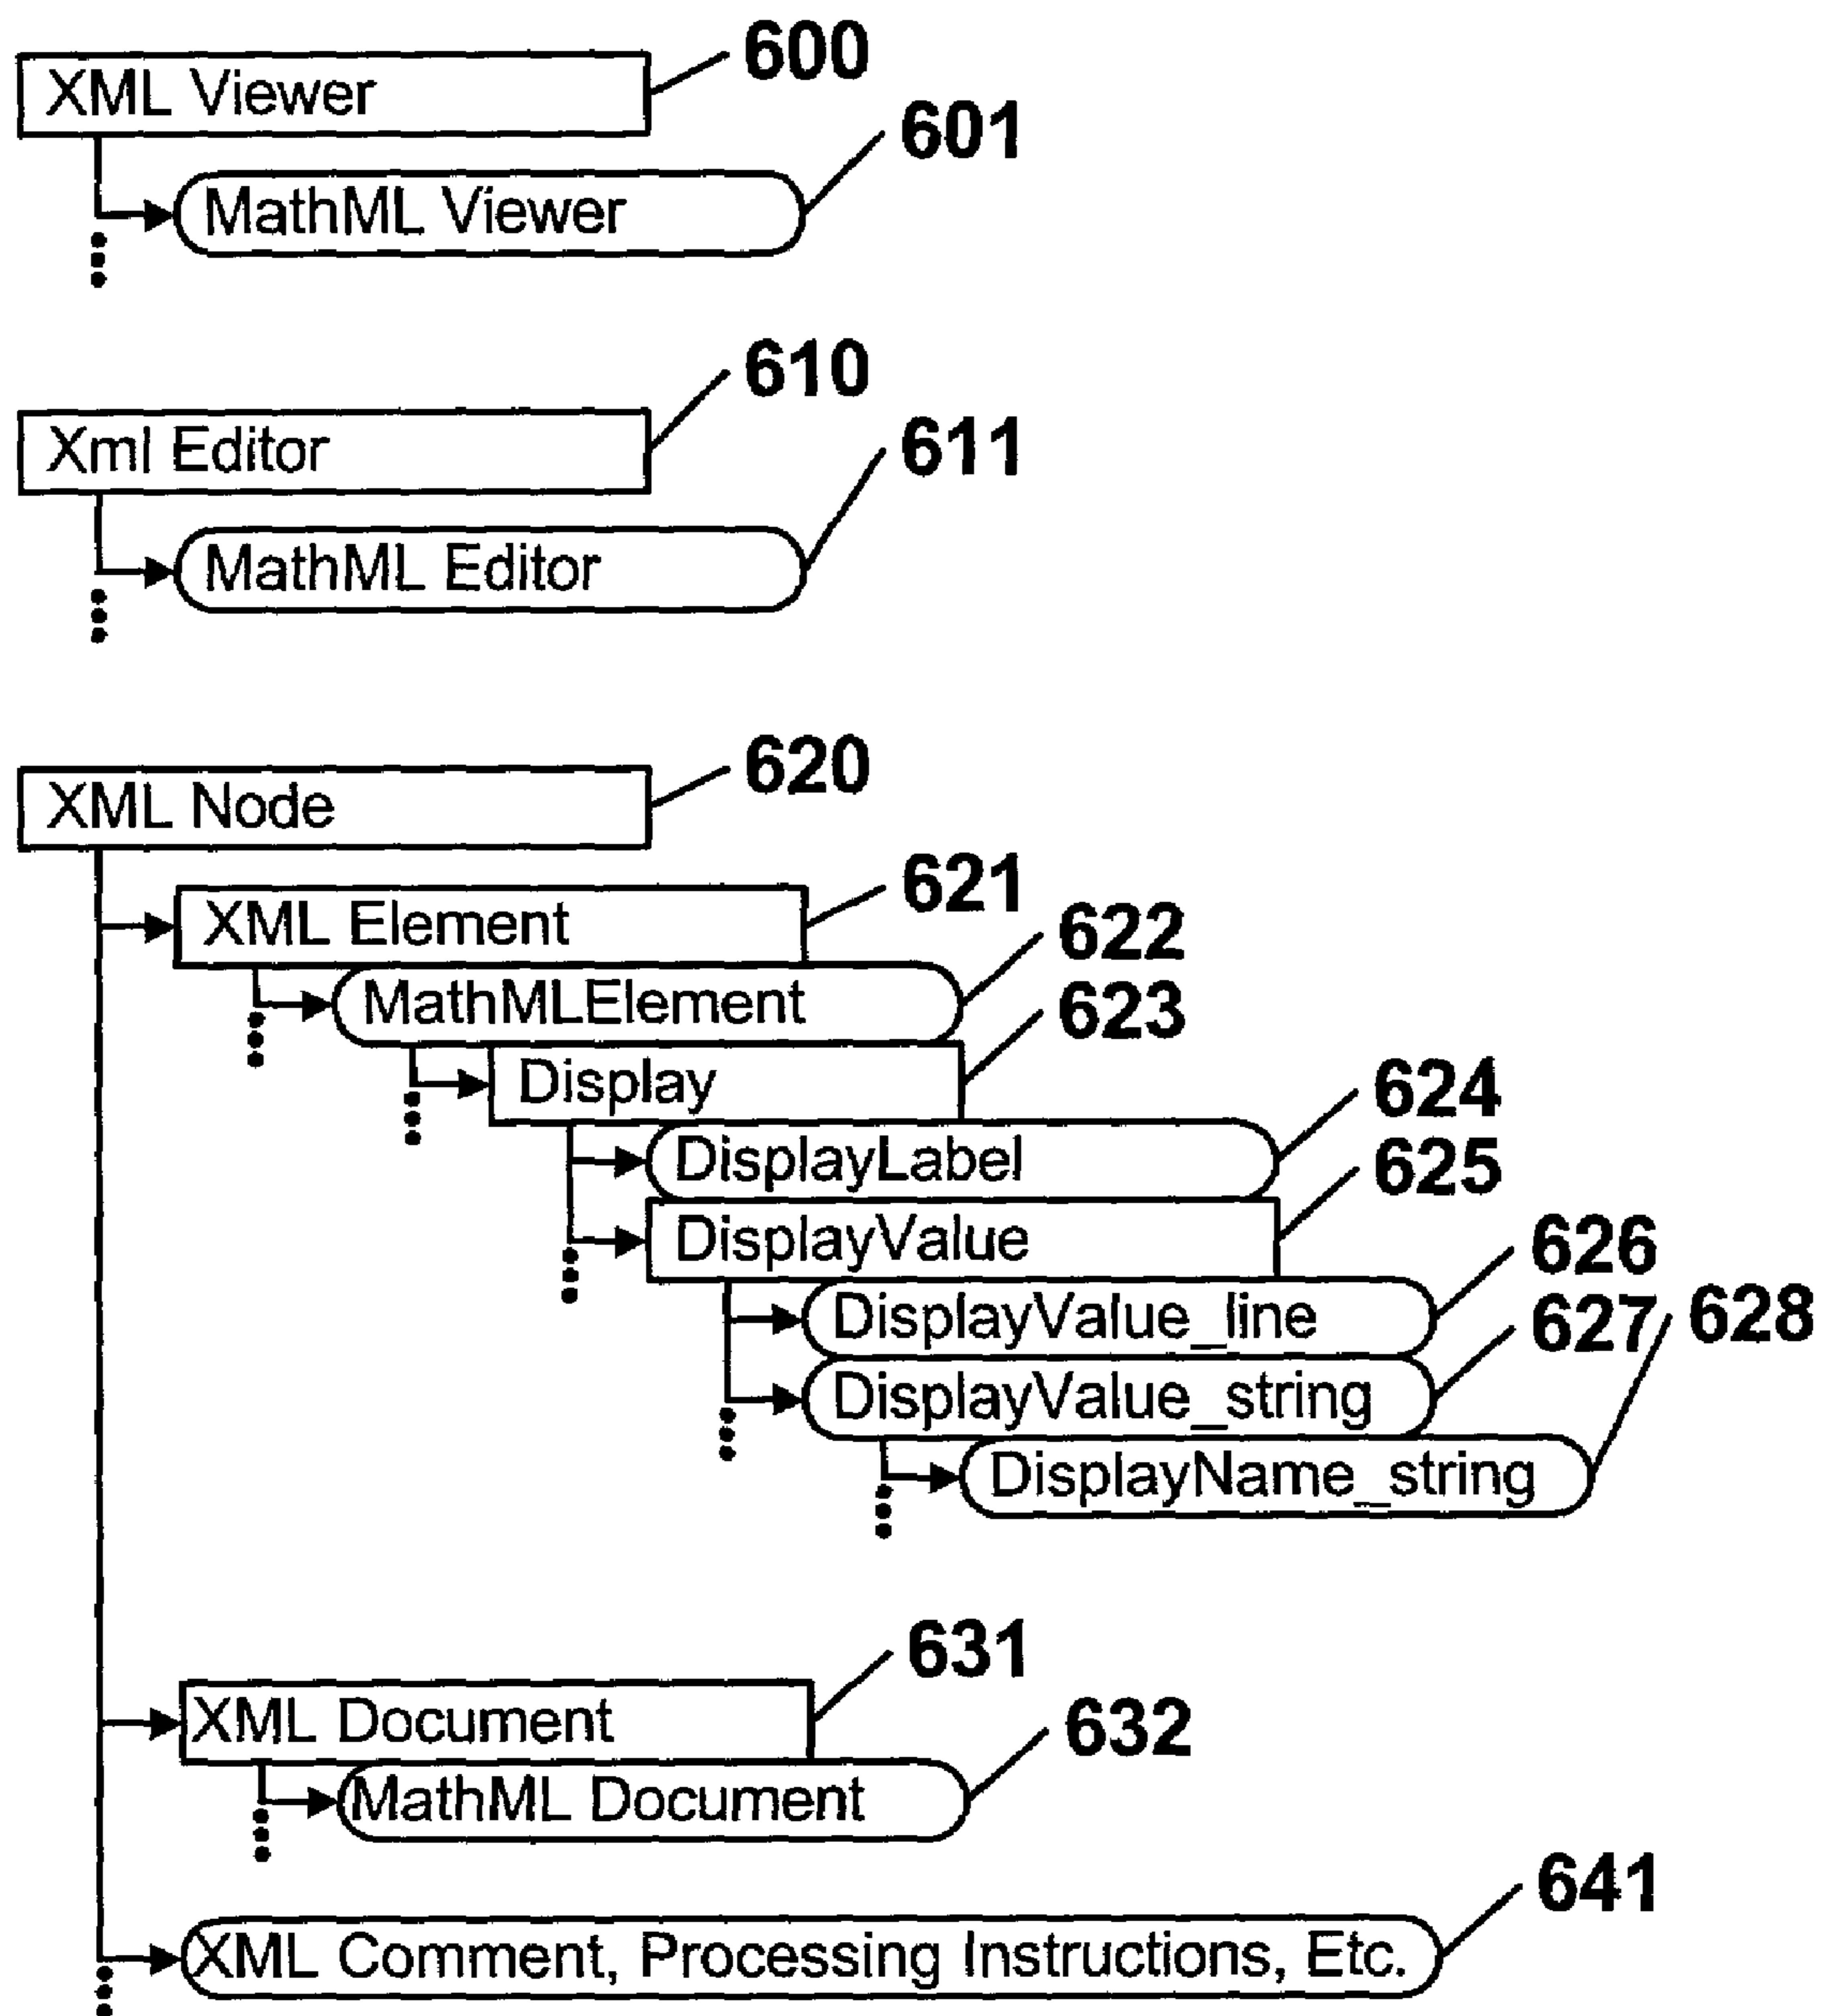 600
XML Viewer
601
MathML Viewer
610
Xml Editor
611
MathML Editor
620
XML Node
621
XML Element
622
MathMLElement
623
Display
624
DisplayLabel
625
DisplayValue
626
DisplayValue_line
627
628
DisplayValue_string
DisplayName_string
631
XML Document
632
MathML Document
641
XML Comment, Processing Instructions, Etc.